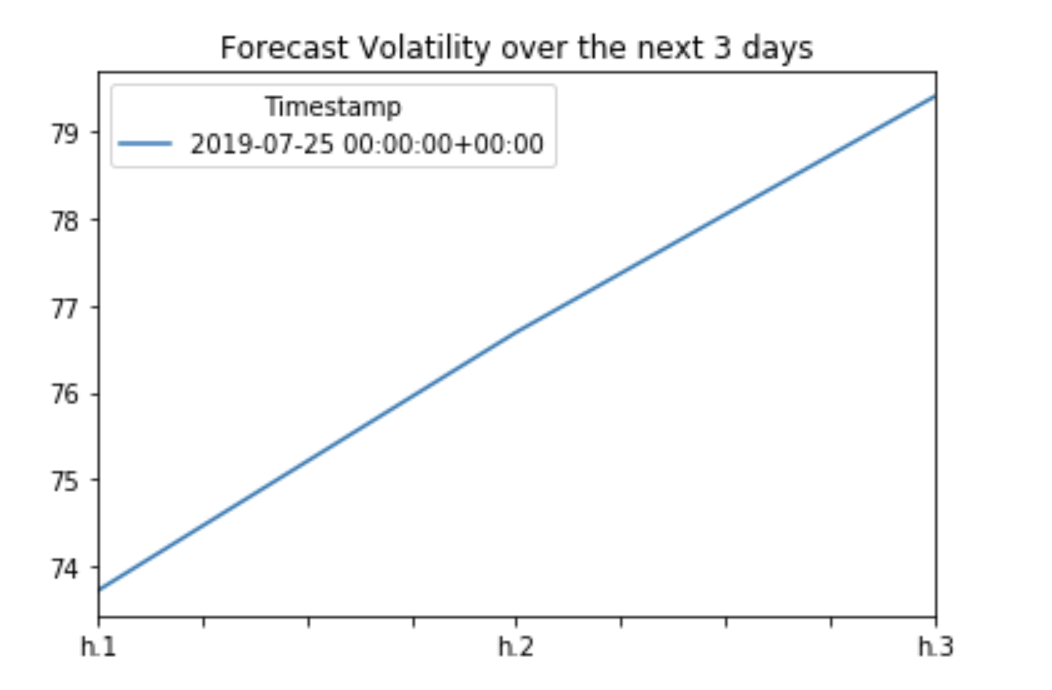 Forecast Volatility over the next 3 days
Timestamp
2019-07-25 00:00:00+00:00
79
78
77
76
75
74
h.1 h.2 h.3